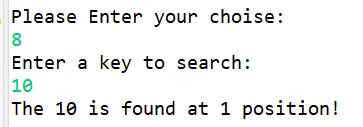 Please Enter your choise:
8
Enter a key to search:
10
The 10 is found at 1 position!